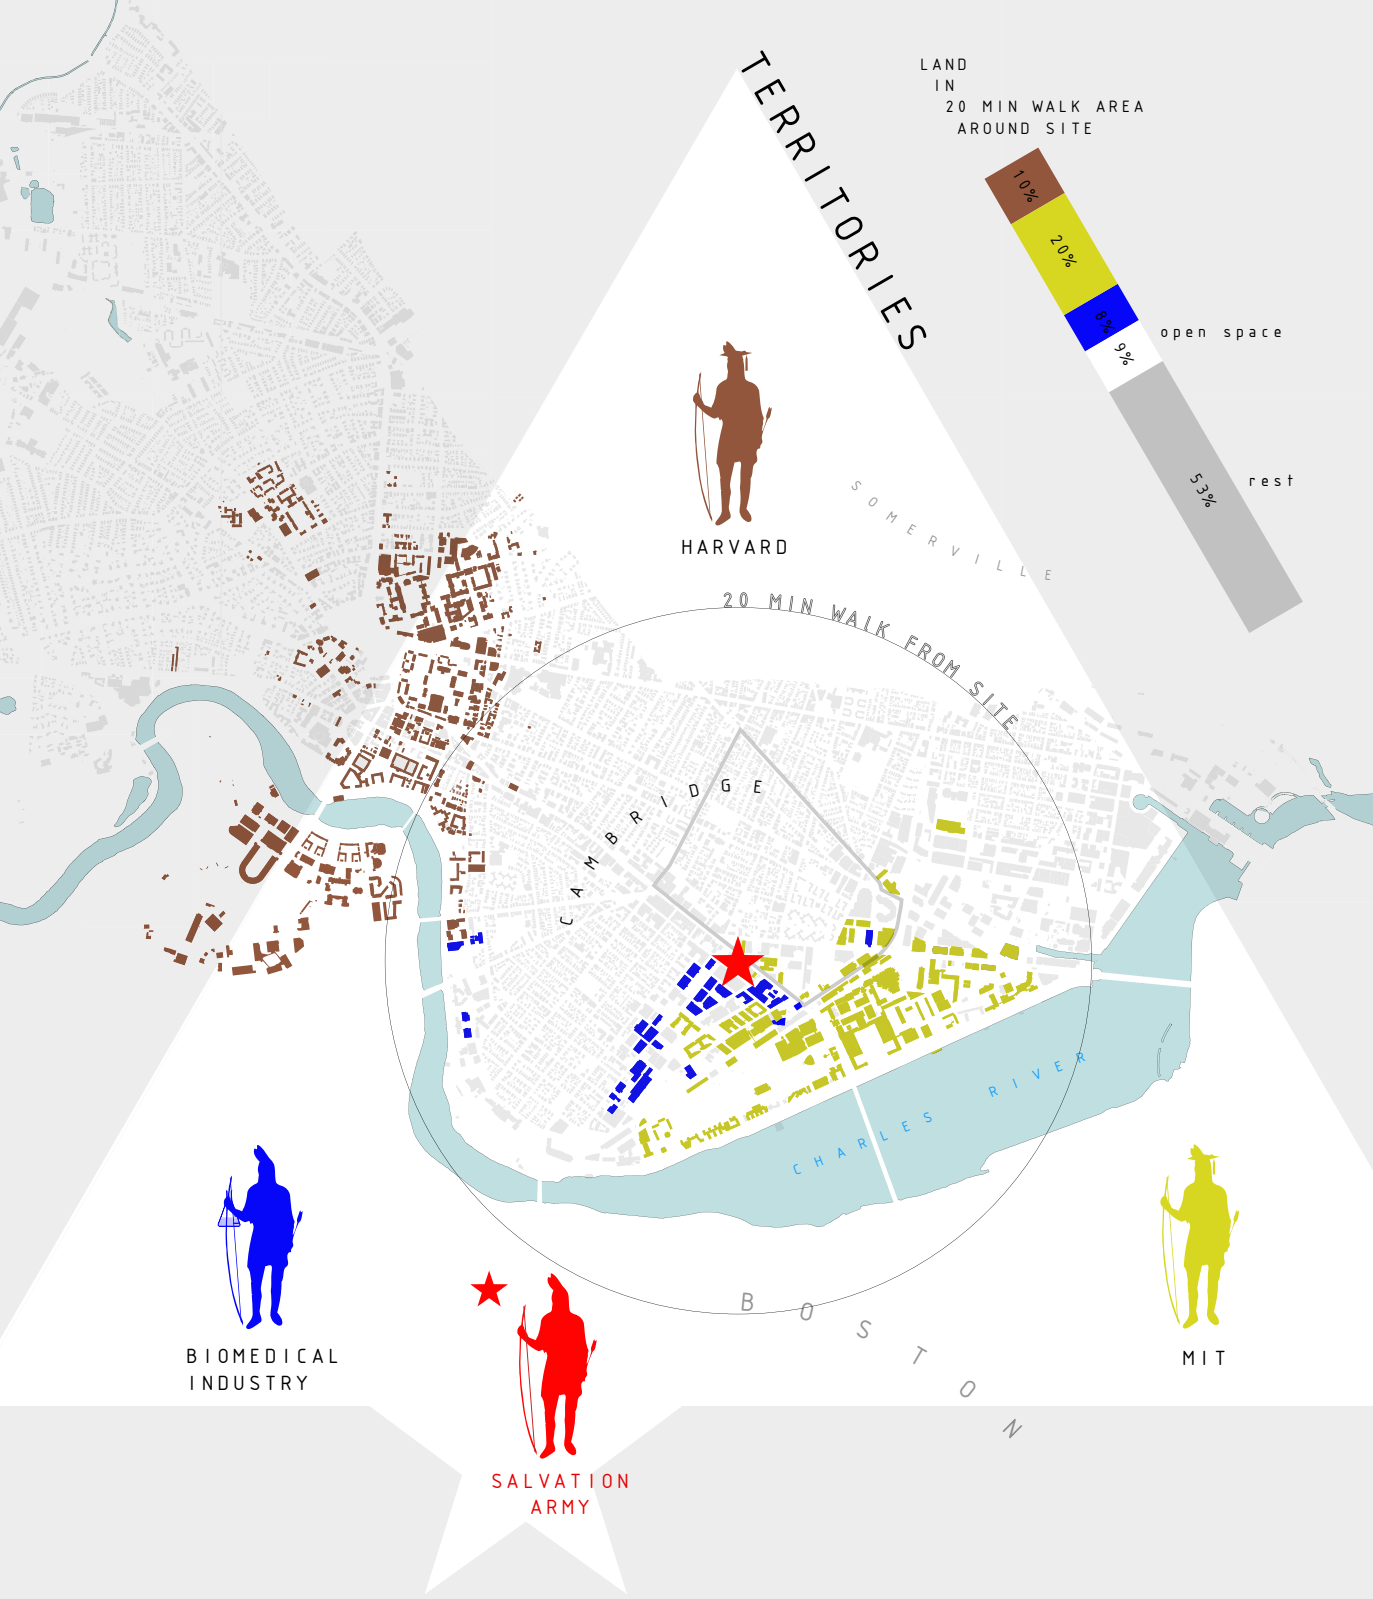 TERRITORIES
LAND
IN
20 MIN WALK AREA
AROUND SITE
10%
20%
8%
9%
open space
53%
rest
HARVARD
SOMERVILLE
20 MIN WALK FROM SITE
CAMBRIDGE
CHARLES RIVER
BOSTON
BIOMEDICAL
INDUSTRY
MIT
SALVATION
ARMY